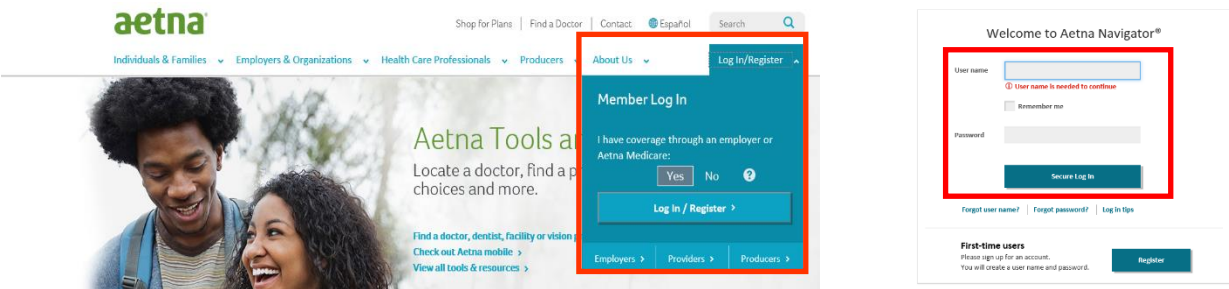 aetna
Shop for Plans | Find a Doctor | Contact Español Search
Individuals & Families Employers & Organizations Health Care Professionals Producers About Us Log In/Register
Member Log In
I have coverage through an employer or
Aetna Medicare:
Yes No ?
Log In / Register >
Employers > Providers > Producers >
Aetna Tools a
Locate a doctor, find a p
choices and more.
Find a doctor, dentist, facility or vision p
Check out Aetna mobile >
View all tools & resources >
Welcome to Aetna Navigator®
User name
User name is needed to continue
Remember me
Password
Secure Log In
Forgot user name? | Forgot password? | Log in tips
First-time users
Please sign up for an account.
You will create a user name and password.
Register